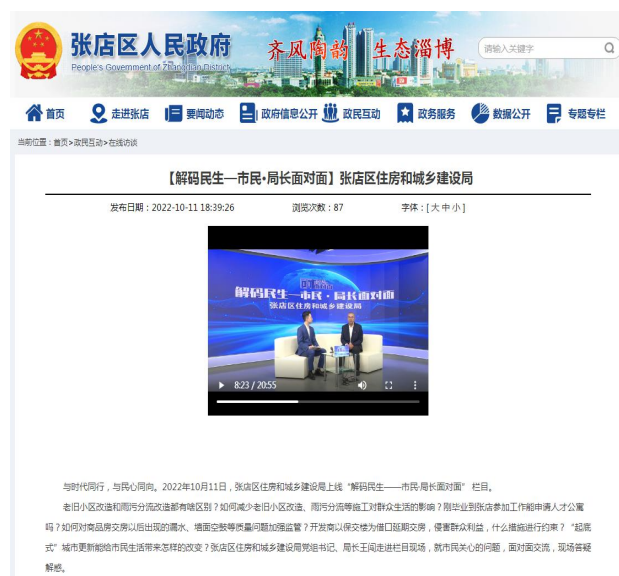 张店区人民政府
People's Government of Zhangdian District
齐风陶韵 生态淄博
请输入关键字
首页 走进张店 要闻动态 政府信息公开 政民互动 政务服务 数据公开 专题专栏
当前位置：首页>政民互动>在线访谈
【解码民生—市民·局长面对面】张店区住房和城乡建设局
发布日期：2022-10-11 18:39:26 浏览次数：87 字体：[ 大 中 小 ]
解码民生—市民·局长面对面
张店区住房和城乡建设局
8:23 / 20:55
与时代同行，与民心同向。2022年10月11日，张店区住房和城乡建设局上线“解码民生——市民·局长面对面” 栏目。
老旧小区改造和雨污分流改造都有啥区别？如何减少老旧小区改造、雨污分流等施工对群众生活的影响？刚毕业到张店参加工作能申请人才公寓
吗？如何对商品房交房以后出现的漏水、墙面空鼓等质量问题加强监管？开发商以保交楼为借口延期交房，侵害群众利益，什么措施进行约束？“起底
式”城市更新能给市民生活带来怎样的改变？张店区住房和城乡建设局党组书记、局长王闯走进栏目现场，就市民关心的问题，面对面交流，现场答疑
解惑。